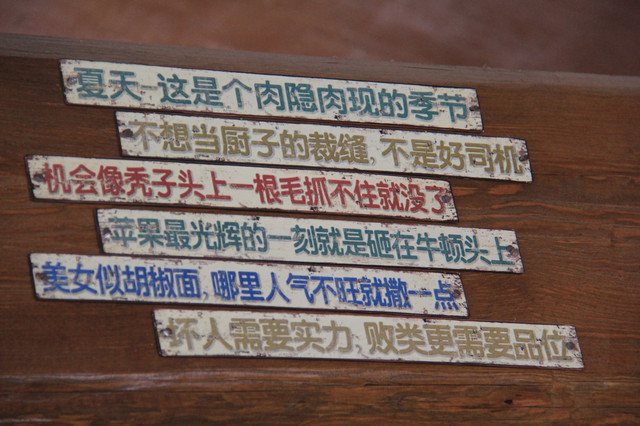 夏天-这是个肉隐肉现的季节
不想当厨子的裁缝,不是好司机
机会像秃子头上一根毛抓不住就没了
苹果最光辉的一刻就是砸在牛顿头上
美女似胡椒面,哪里人气不旺就撒一点
坏人需要实力,败类更需要品位